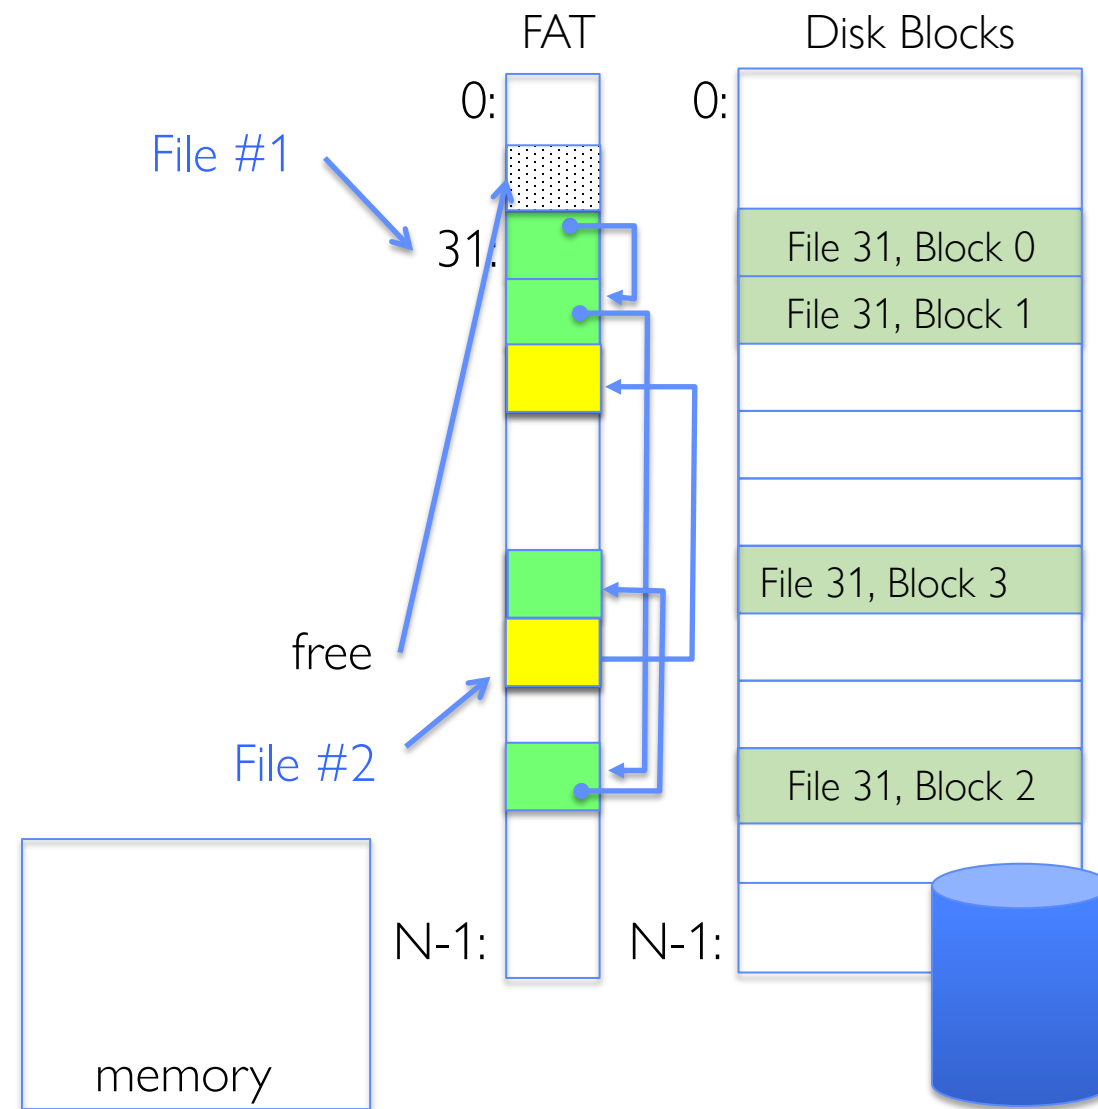 FAT
Disk Blocks
0:
0:
File #1
31:
File 31, Block 0
File 31, Block 1
File 31, Block 3
free
File #2
File 31, Block 2
N-1:
N-1:
memory